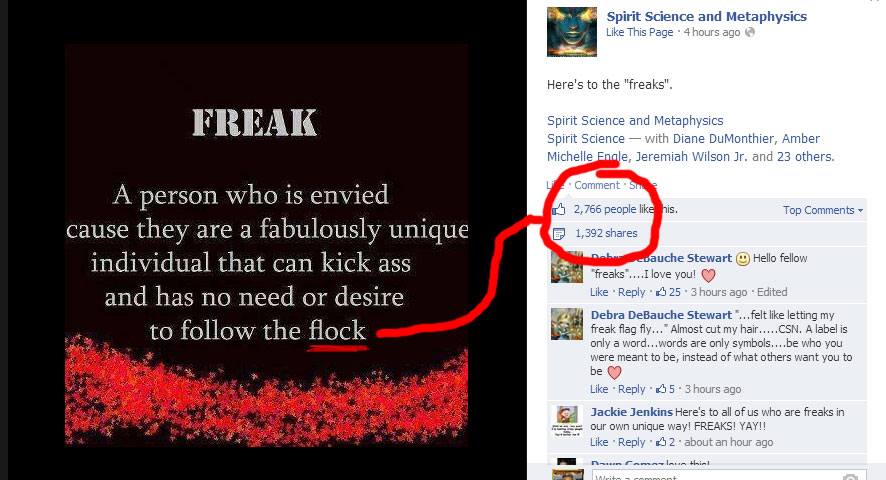 FREAK
A person who is envied
cause they are a fabulously unique
individual that can kick ass
and has no need or desire
to follow the flock
Spirit Science and Metaphysics
Like This Page · 4 hours ago
Here's to the "freaks".
Spirit Science and Metaphysics
Spirit Science — with Diane DuMonthier, Amber
Michelle Engle, Jeremiah Wilson Jr. and 23 others.
Like · Comment · Share
2,766 people like this.
Top Comments
1,392 shares
Debra DeBauche Stewart Hello fellow
"freaks"....I love you!
Like · Reply · 25 · 3 hours ago · Edited
Debra DeBauche Stewart "...felt like letting my
freak flag fly..." Almost cut my hair.....CSN. A label is
only a word...words are only symbols....be who you
were meant to be, instead of what others want you to
be
Like · Reply · 5 · 3 hours ago
Jackie Jenkins Here's to all of us who are freaks in
our own unique way! FREAKS! YAY!!
Like · Reply · 2 · about an hour ago
Dawn Gomez love this!
Write a comment...